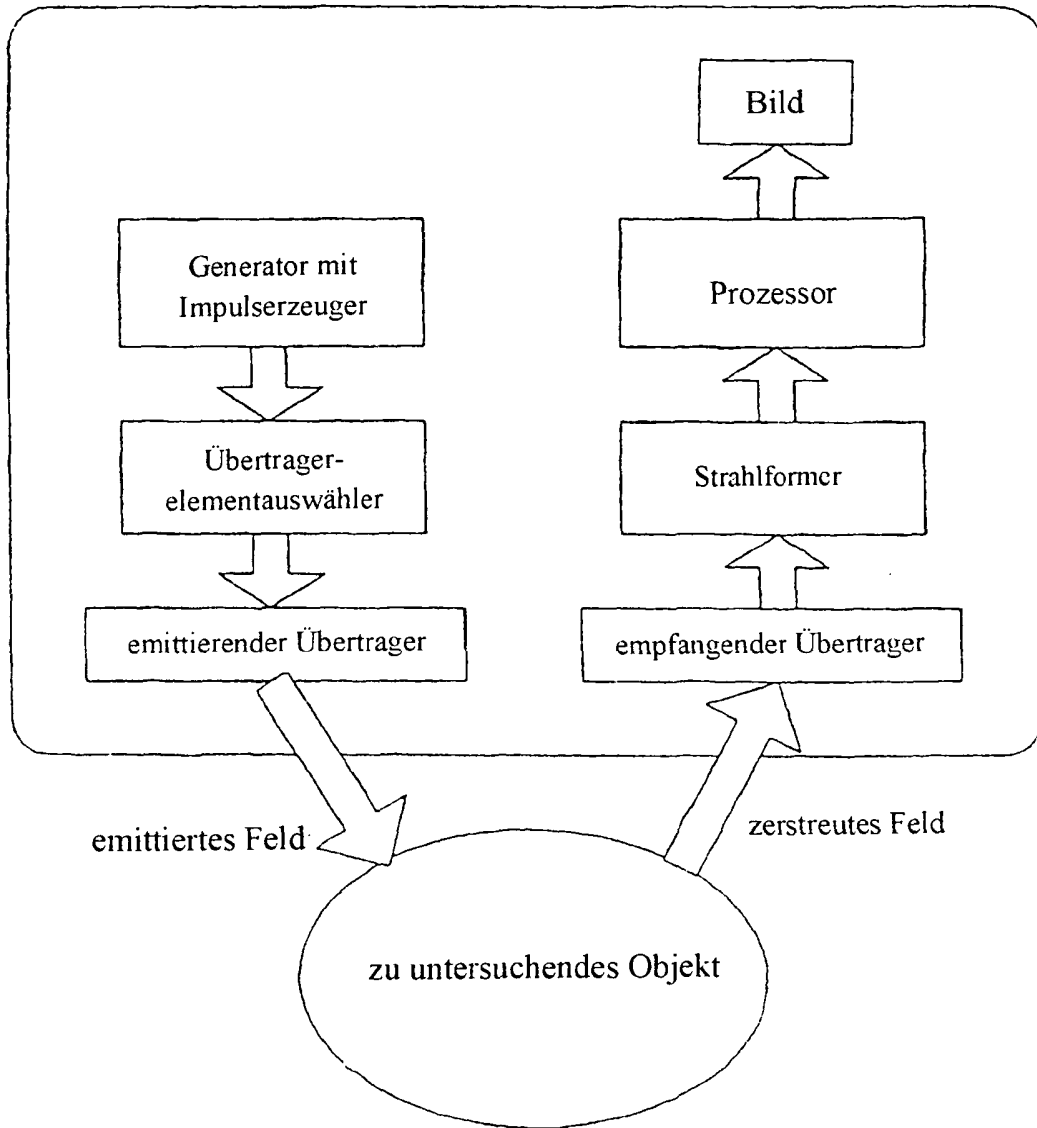 Bild
Generator mit
Impulserzeuger
Prozessor
Übertrager-
elementauswähler
Strahlformer
emittierender Übertrager
empfangender Übertrager
emittiertes Feld
zerstreutes Feld
zu untersuchendes Objekt